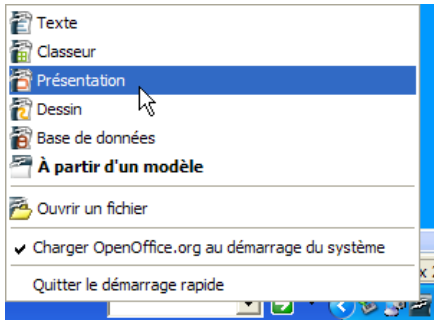 Texte
Classeur
Présentation
Dessin
Base de données
À partir d'un modèle
Ouvrir un fichier
Charger OpenOffice.org au démarrage du système
Quitter le démarrage rapide